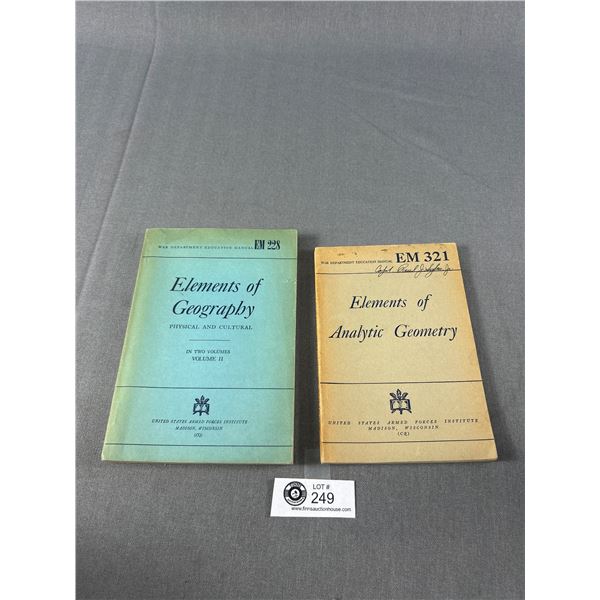 WAR DEPARTMENT EDUCATION MANUAL EM 228
Elements of
Geography
PHYSICAL AND CULTURAL
IN TWO VOLUMES
VOLUME II
UNITED STATES ARMED FORCES INSTITUTE
MADISON, WISCONSIN
WAR DEPARTMENT EDUCATION MANUAL EM 321
Elements of
Analytic Geometry
UNITED STATES ARMED FORCES INSTITUTE
MADISON, WISCONSIN
LOT #
249
www.finnsauctionhouse.com